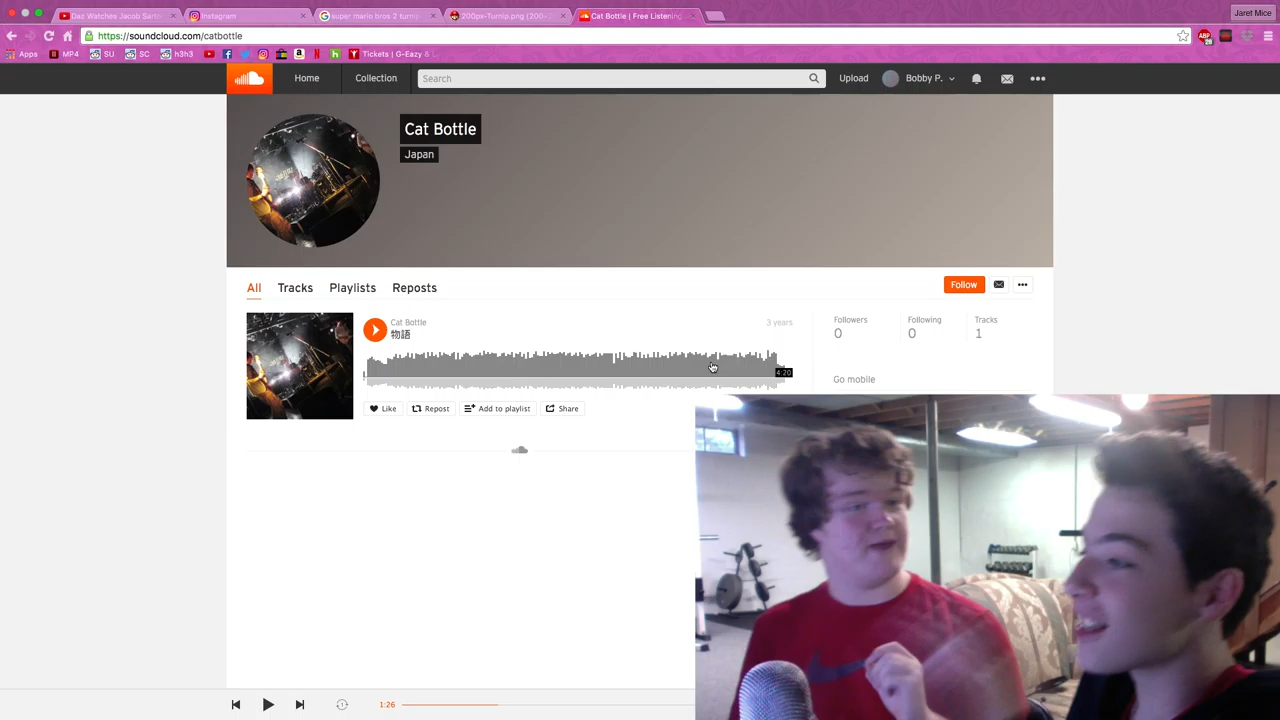 Daz Watches Jacob Sarto
Instagram
super mario bros 2 turnip
200px-Turnip.png (200×2
Cat Bottle | Free Listening
Jaret Mice
https://soundcloud.com/catbottle
ABP
Apps
MP4
SU
SC
h3h3
Tickets | G-Eazy & L
Home
Collection
Search
Upload
Bobby P.
Cat Bottle
Japan
All
Tracks
Playlists
Reposts
Follow
Cat Bottle
3 years
物語
4:20
Like
Repost
Add to playlist
Share
Followers
Following
Tracks
0
0
1
Go mobile
1:26